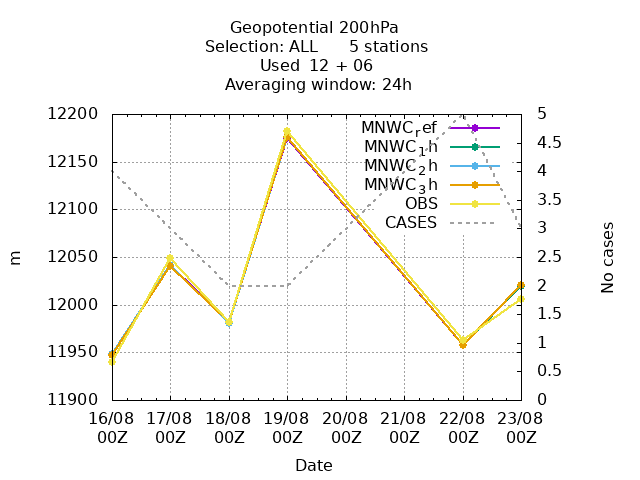 Geopotential 200hPa
Selection: ALL      5 stations
Used  12 + 06
Averaging window: 24h
12200
12150
12100
12050
12000
11950
11900
m
MNWC_ref
MNWC_1h
MNWC_2h
MNWC_3h
OBS
CASES
5
4.5
4
3.5
3
2.5
2
1.5
1
0.5
0
No cases
16/08 17/08 18/08 19/08 20/08 21/08 22/08 23/08
00Z 00Z 00Z 00Z 00Z 00Z 00Z 00Z
Date